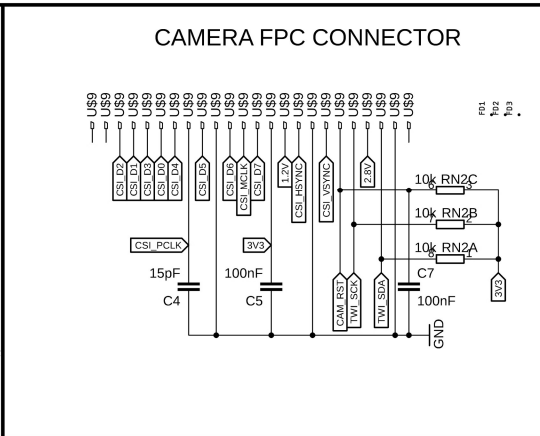 CAMERA FPC CONNECTOR
U$9 U$9 U$9 U$9 U$9 U$9 U$9 U$9 U$9 U$9 U$9 U$9 U$9 U$9 U$9 U$9 U$9 U$9 U$9 U$9 U$9 U$9 U$9 U$9
FD1
FD2
FD3
CSI_D2
CSI_D1
CSI_D3
CSI_D0
CSI_D4
CSI_D5
CSI_D6
CSI_MCLK
CSI_D7
1.2V
CSI_HSYNC
CSI_VSYNC
2.8V
10k RN2C
6 3
10k RN2B
7 2
10k RN2A
8 1
CSI_PCLK
3V3
15pF
C4
100nF
C5
CAM_RST
TWI_SCK
TWI_SDA
C7
100nF
3V3
GND